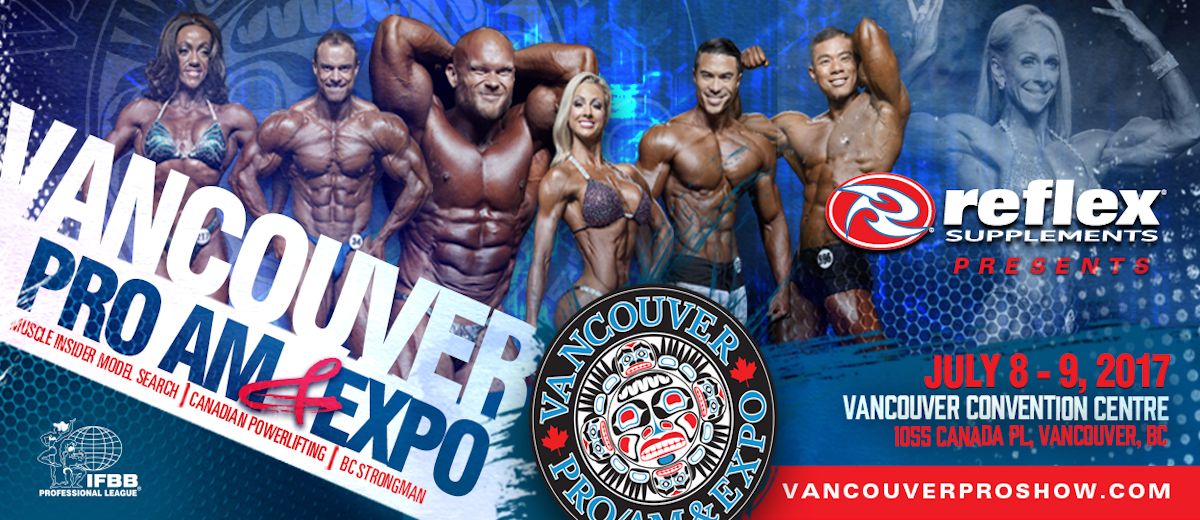 VANCOUVER
PRO AM & EXPO
MUSCLE INSIDER MODEL SEARCH | CANADIAN POWERLIFTING | BC STRONGMAN
IFBB
PROFESSIONAL LEAGUE
VANCOUVER
PRO/AM & EXPO
reflex
SUPPLEMENTS
PRESENTS
JULY 8 - 9, 2017
VANCOUVER CONVENTION CENTRE
1055 CANADA PL, VANCOUVER, BC
VANCOUVERPROSHOW.COM